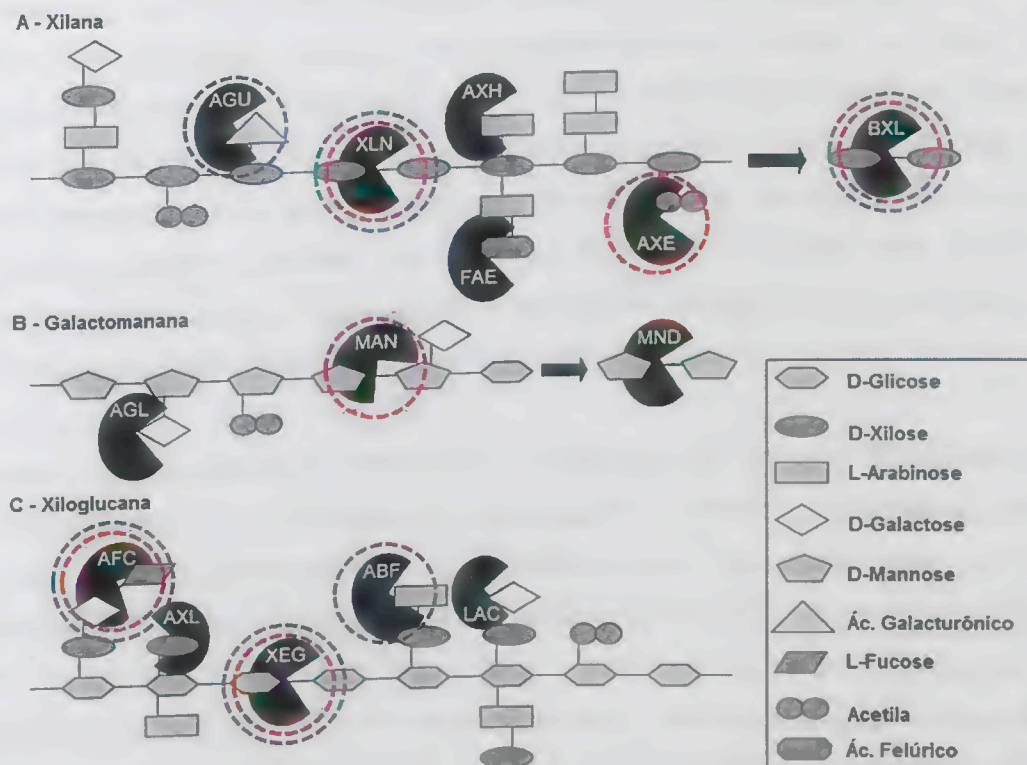 A - Xilana
AGU
XLN
AXH
FAE
AXE
BXL
B - Galactomanana
AGL
MAN
MND
C - Xiloglucana
AFC
AXL
XEG
ABF
LAC
D-Glicose
D-Xilose
L-Arabinose
D-Galactose
D-Mannose
Ác. Galacturônico
L-Fucose
Acetila
Ác. Felúrico